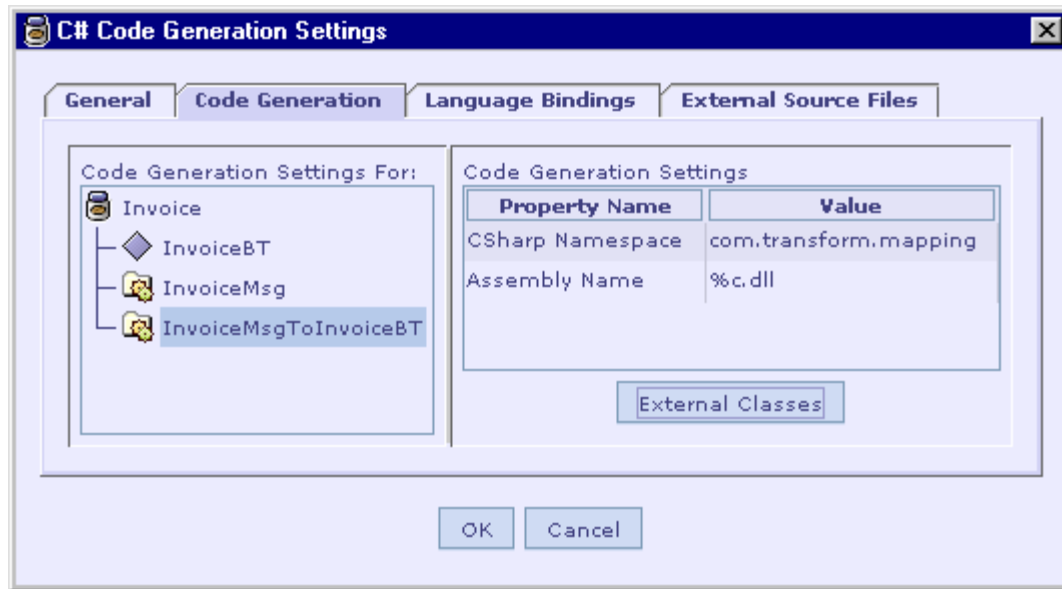 C# Code Generation Settings
General Code Generation Language Bindings External Source Files
Code Generation Settings For:
Invoice
InvoiceBT
InvoiceMsg
InvoiceMsgToInvoiceBT
Code Generation Settings
Property Name Value
CSharp Namespace com.transform.mapping
Assembly Name %c.dll
External Classes
OK Cancel